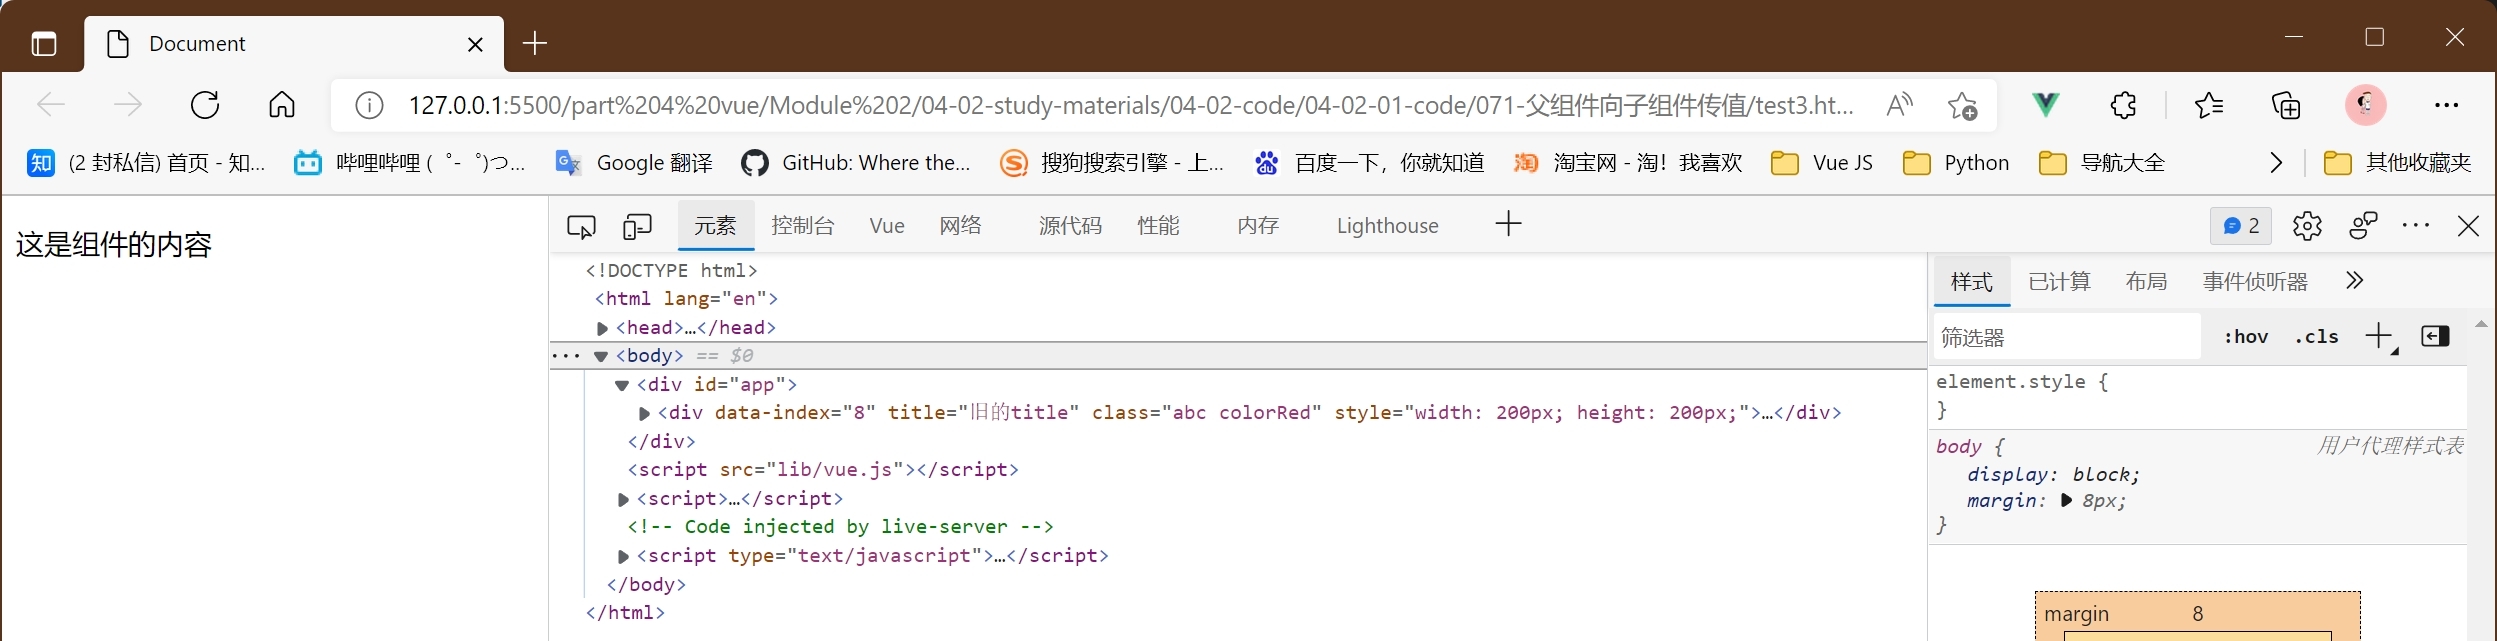 Document
127.0.0.1:5500/part%204%20vue/Module%202/04-02-study-materials/04-02-code/04-02-01-code/071-父组件向子组件传值/test3.ht...
知 (2 封私信) 首页 - 知... 哔哩哔哩 ( ゜- ゜)つ... Google 翻译 GitHub: Where the... 搜狗搜索引擎 - 上... 百度一下，你就知道 淘 淘宝网 - 淘！我喜欢 Vue JS Python 导航大全 其他收藏夹
这是组件的内容
元素 控制台 Vue 网络 源代码 性能 内存 Lighthouse 2
<!DOCTYPE html>
<html lang="en">
<head>…</head>
<body> == $0
<div id="app">
<div data-index="8" title="旧的title" class="abc colorRed" style="width: 200px; height: 200px;">…</div>
</div>
<script src="lib/vue.js"></script>
<script>…</script>
<!-- Code injected by live-server -->
<script type="text/javascript">…</script>
</body>
</html>
样式 已计算 布局 事件侦听器
筛选器 :hov .cls
element.style {
}
body { 用户代理样式表
display: block;
margin: 8px;
}
margin 8